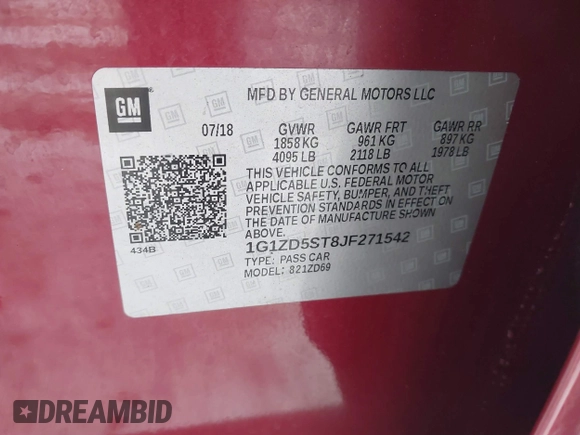 GM
MFD BY GENERAL MOTORS LLC
07/18 GVWR GAWR FRT GAWR RR
1858 KG 961 KG 897 KG
4095 LB 2118 LB 1978 LB
THIS VEHICLE CONFORMS TO ALL
APPLICABLE U.S. FEDERAL MOTOR
VEHICLE SAFETY, BUMPER, AND THEFT
PREVENTION STANDARDS IN EFFECT ON
THE DATE OF MANUFACTURE SHOWN
ABOVE.
434B
1G1ZD5ST8JF271542
TYPE: PASS CAR
MODEL: 821ZD69
DREAMBID